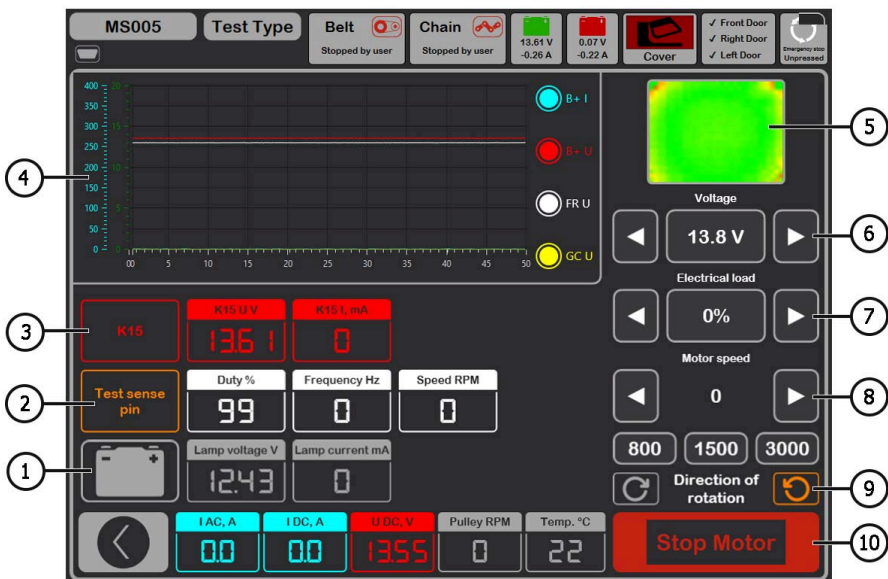 MS005
Test Type
Belt
Stopped by user
Chain
Stopped by user
13.61 V
-0.26 A
0.07 V
-0.22 A
Cover
✓ Front Door
✓ Right Door
✓ Left Door
Emergency stop
Unpressed
400
350
300
250
200
150
100
50
0
20
15
10
5
0
00
5
10
15
20
25
30
35
40
45
50
B+ I
B+ U
FR U
GC U
Voltage
13.8 V
Electrical load
0%
Motor speed
0
800
1500
3000
Direction of
rotation
Stop Motor
K15
K15 U V
13.61
K15 I, mA
0
Test sense
pin
Duty %
99
Frequency Hz
0
Speed RPM
0
- +
Lamp voltage V
12.43
Lamp current mA
0
I AC, A
0.0
I DC, A
0.0
U DC, V
13.55
Pulley RPM
0
Temp. °C
22
4
3
2
1
5
6
7
8
9
10